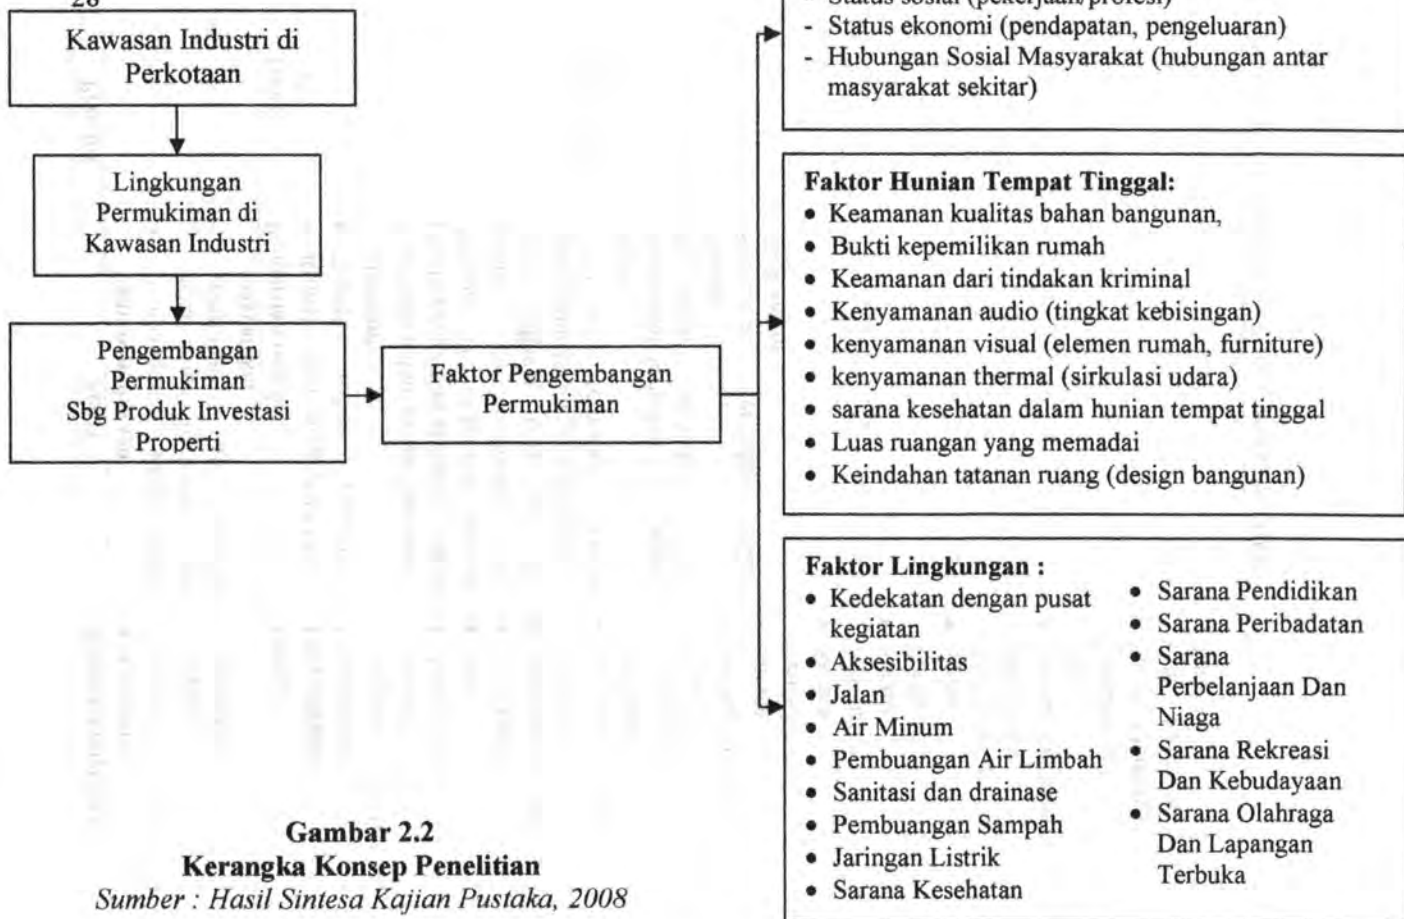 Kawasan Industri di
Perkotaan
Lingkungan
Permukiman di
Kawasan Industri
Pengembangan
Permukiman
Sbg Produk Investasi
Properti
Faktor Pengembangan
Permukiman
- Status ekonomi (pendapatan, pengeluaran)
- Hubungan Sosial Masyarakat (hubungan antar
masyarakat sekitar)
Faktor Hunian Tempat Tinggal:
• Keamanan kualitas bahan bangunan,
• Bukti kepemilikan rumah
• Keamanan dari tindakan kriminal
• Kenyamanan audio (tingkat kebisingan)
• kenyamanan visual (elemen rumah, furniture)
• kenyamanan thermal (sirkulasi udara)
• sarana kesehatan dalam hunian tempat tinggal
• Luas ruangan yang memadai
• Keindahan tatanan ruang (design bangunan)
Faktor Lingkungan :
• Kedekatan dengan pusat
kegiatan
• Aksesibilitas
• Jalan
• Air Minum
• Pembuangan Air Limbah
• Sanitasi dan drainase
• Pembuangan Sampah
• Jaringan Listrik
• Sarana Kesehatan
• Sarana Pendidikan
• Sarana Peribadatan
• Sarana
Perbelanjaan Dan
Niaga
• Sarana Rekreasi
Dan Kebudayaan
• Sarana Olahraga
Dan Lapangan
Terbuka
Gambar 2.2
Kerangka Konsep Penelitian
Sumber : Hasil Sintesa Kajian Pustaka, 2008